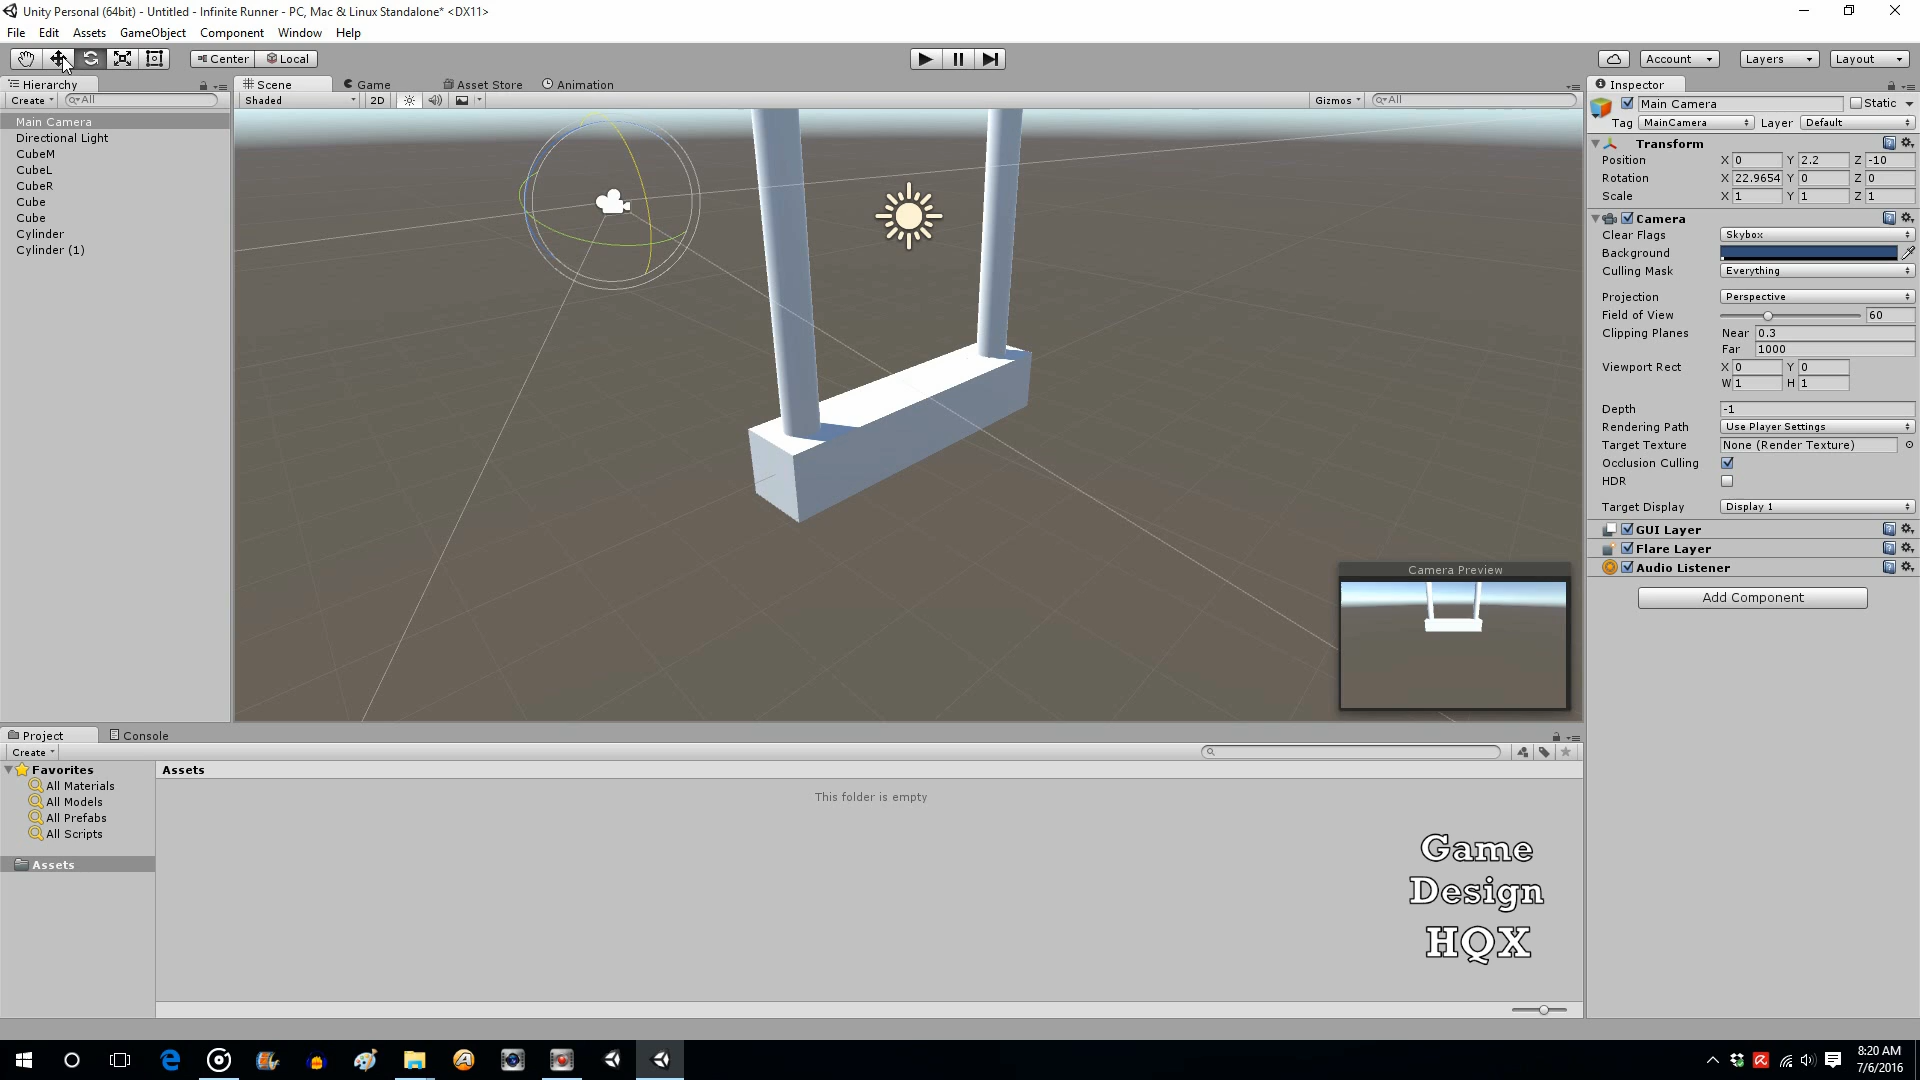 Unity Personal (64bit) - Untitled - Infinite Runner - PC, Mac & Linux Standalone* <DX11>
File Edit Assets GameObject Component Window Help
Center Local Account Layers Layout
Hierarchy
Create All
Main Camera
Directional Light
CubeM
CubeL
CubeR
Cube
Cube
Cylinder
Cylinder (1)
Scene Game Asset Store Animation
Shaded 2D Gizmos All
Camera Preview
Inspector
Main Camera Static
Tag MainCamera Layer Default
Transform
Position X 0 Y 2.2 Z -10
Rotation X 22.9654 Y 0 Z 0
Scale X 1 Y 1 Z 1
Camera
Clear Flags Skybox
Background
Culling Mask Everything
Projection Perspective
Field of View 60
Clipping Planes Near 0.3
Far 1000
Viewport Rect X 0 Y 0
W 1 H 1
Depth -1
Rendering Path Use Player Settings
Target Texture None (Render Texture)
Occlusion Culling
HDR
Target Display Display 1
GUI Layer
Flare Layer
Audio Listener
Add Component
Project Console
Create
Favorites
All Materials
All Models
All Prefabs
All Scripts
Assets
Assets
This folder is empty
Game
Design
HQX
8:20 AM
7/6/2016